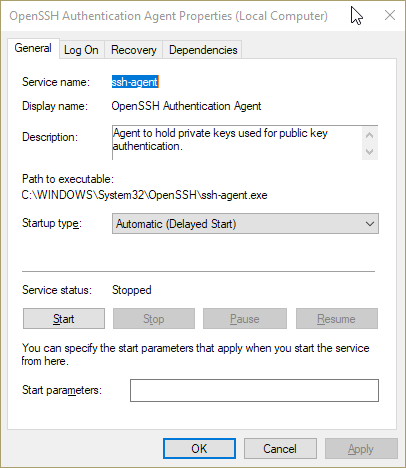 OpenSSH Authentication Agent Properties (Local Computer)
General Log On Recovery Dependencies
Service name: ssh-agent
Display name: OpenSSH Authentication Agent
Description: Agent to hold private keys used for public key
authentication.
Path to executable:
C:\WINDOWS\System32\OpenSSH\ssh-agent.exe
Startup type: Automatic (Delayed Start)
Service status: Stopped
Start Stop Pause Resume
You can specify the start parameters that apply when you start the service
from here.
Start parameters:
OK Cancel Apply